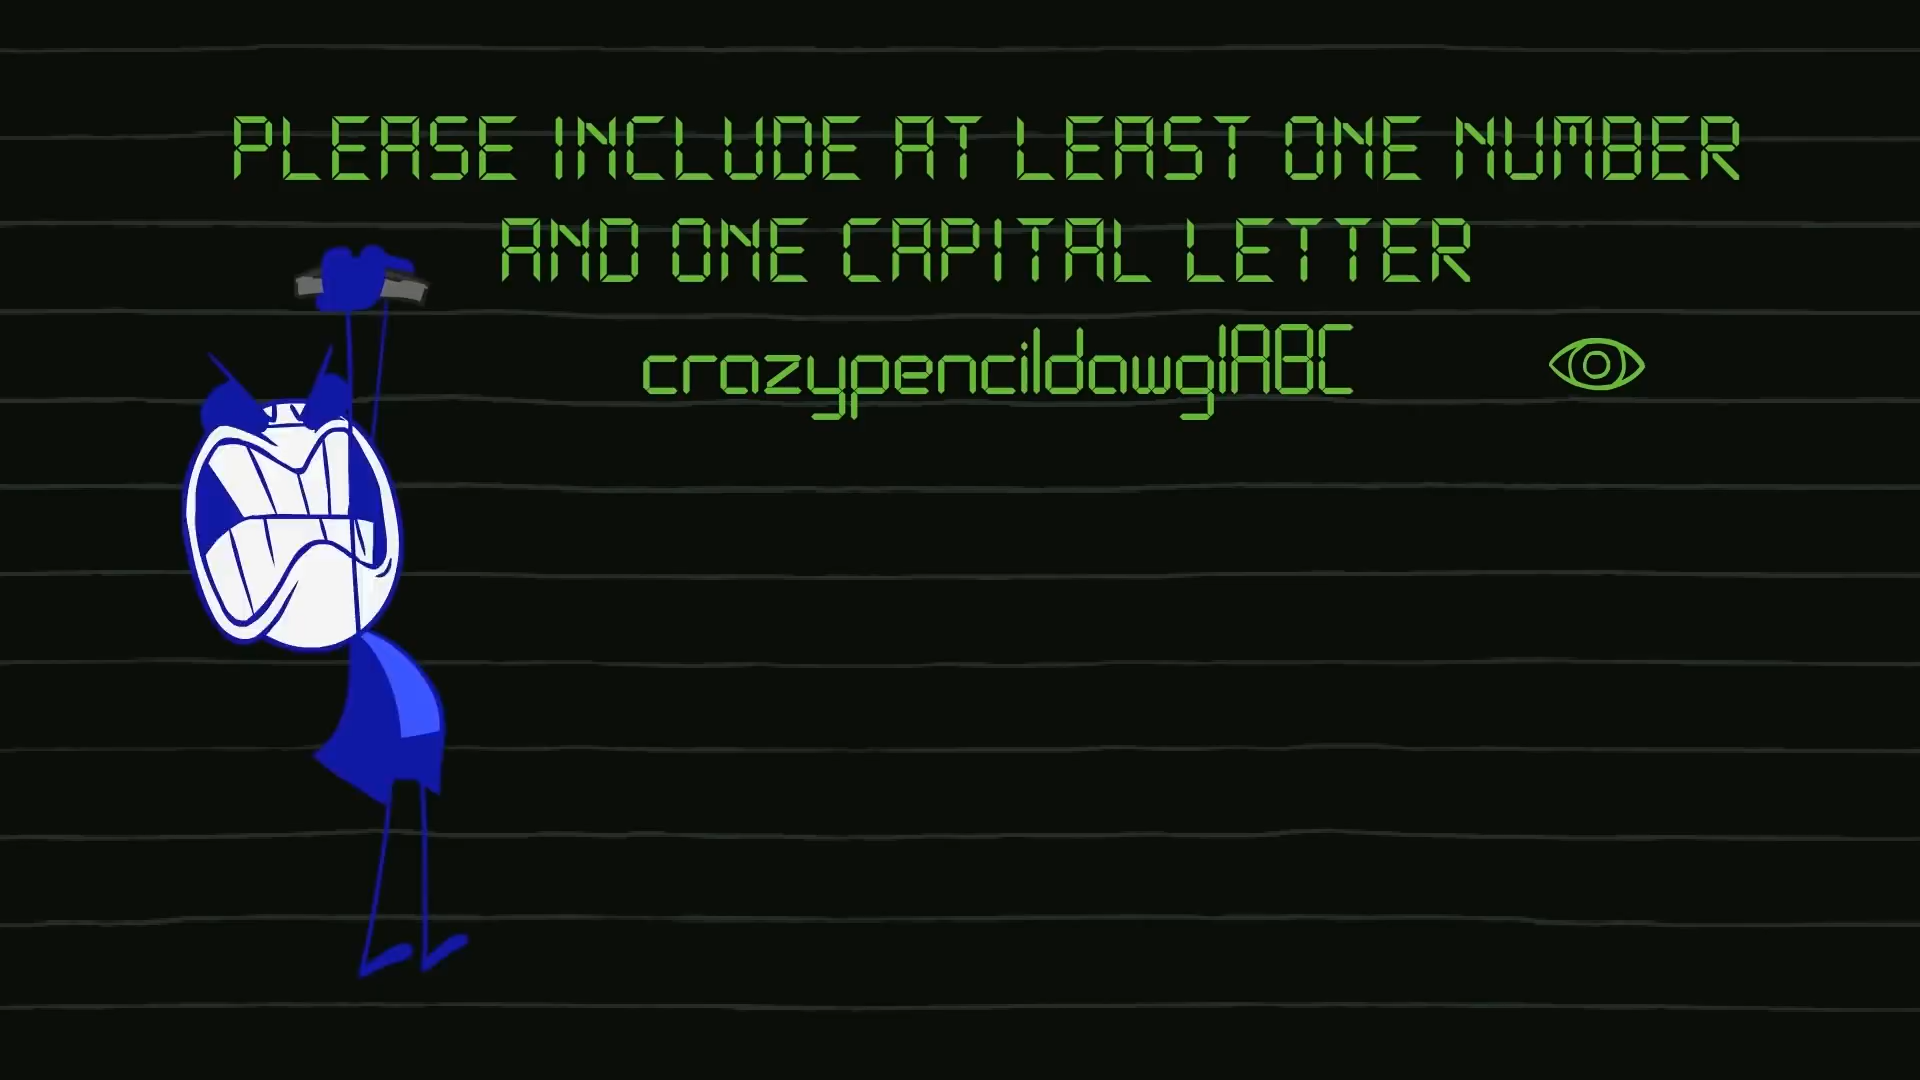 PLEASE INCLUDE AT LEAST ONE NUMBER
AND ONE CAPITAL LETTER
crazypencildawg1ABC